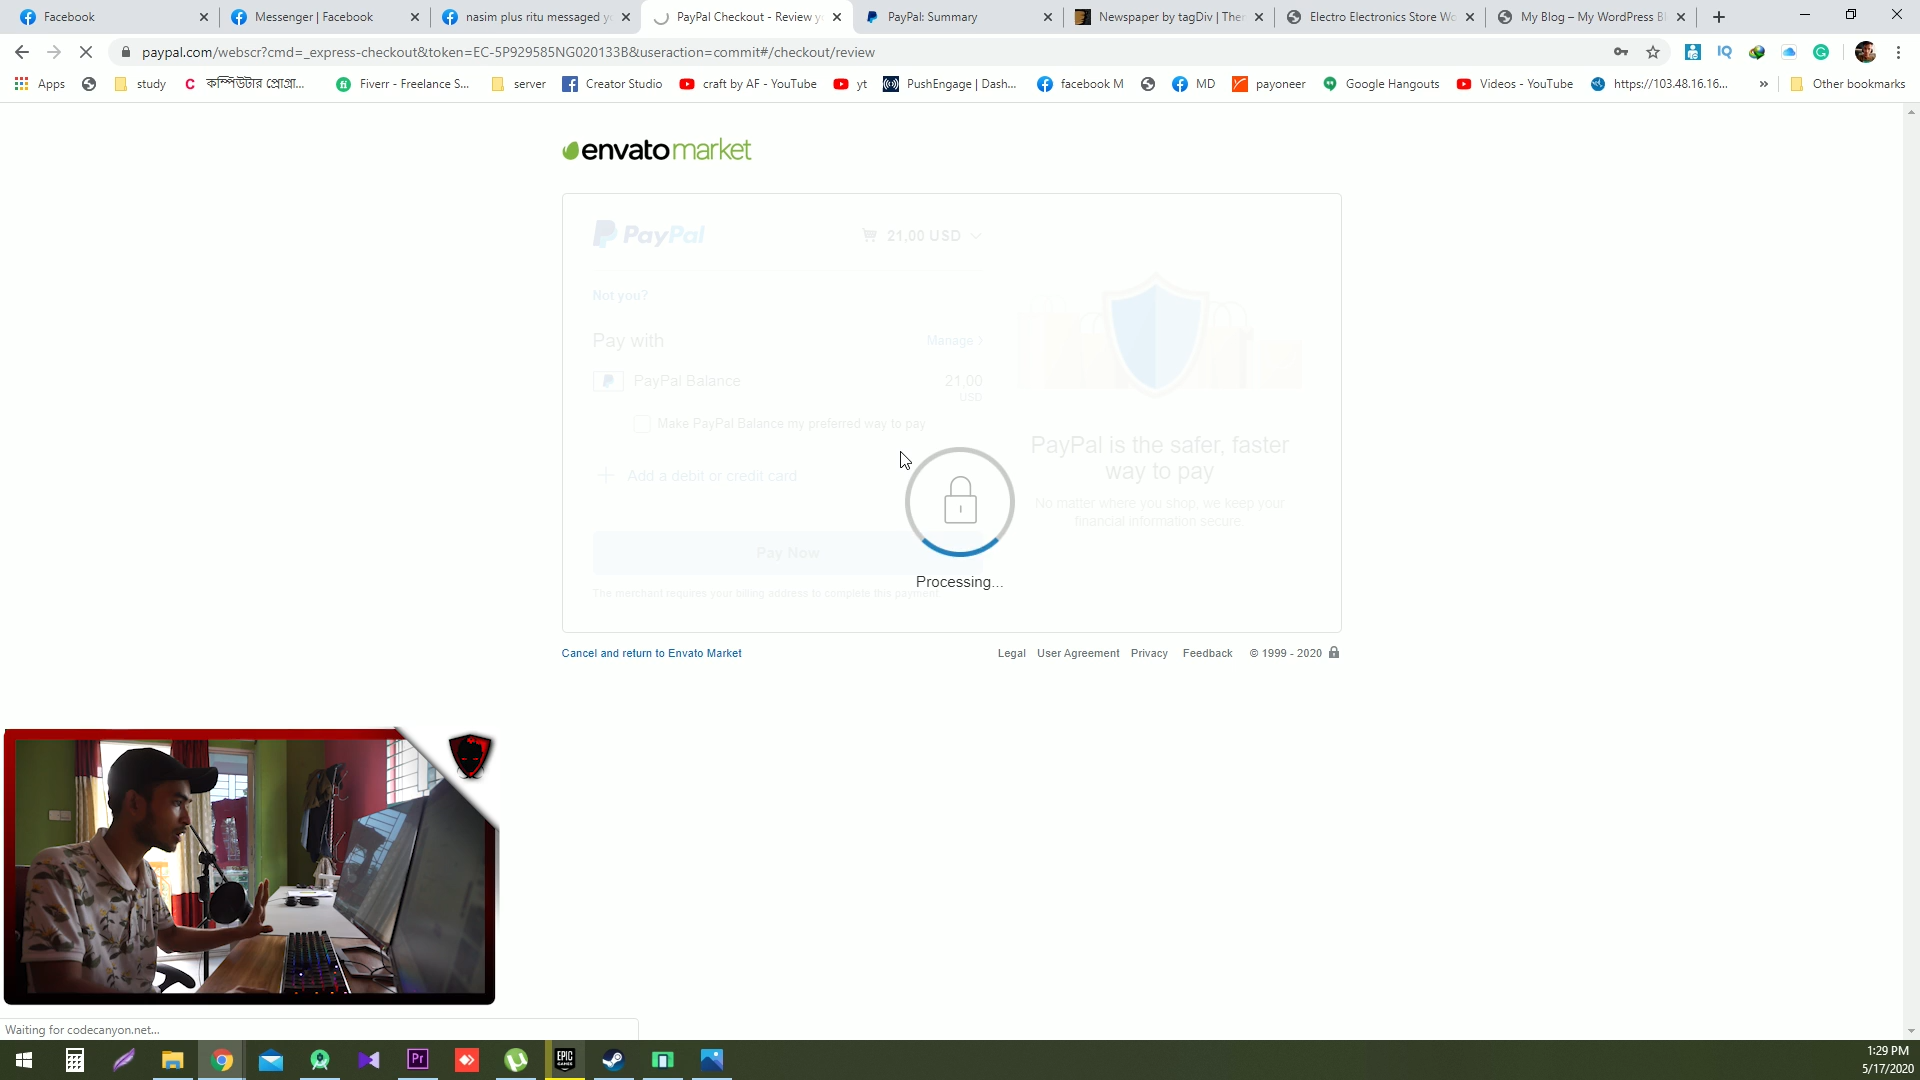 Facebook
Messenger | Facebook
nasim plus ritu messaged y
PayPal Checkout - Review y
PayPal: Summary
Newspaper by tagDiv | The
Electro Electronics Store Wo
My Blog – My WordPress B
paypal.com/webscr?cmd=_express-checkout&token=EC-5P929585NG020133B&useraction=commit#/checkout/review
Apps
study
কম্পিউটার প্রোগ্রা...
Fiverr - Freelance S...
server
Creator Studio
craft by AF - YouTube
yt
PushEngage | Dash...
facebook M
MD
payoneer
Google Hangouts
Videos - YouTube
https://103.48.16.16...
»
Other bookmarks
envatomarket
PayPal
21,00 USD
Not you?
Pay with
Manage
PayPal Balance
21,00
USD
Make PayPal Balance my preferred way to pay
Add a debit or credit card
Pay Now
The merchant requires your billing address to complete this payment
PayPal is the safer, faster
way to pay
No matter where you shop, we keep your
financial information secure.
Processing...
Cancel and return to Envato Market
Legal
User Agreement
Privacy
Feedback
© 1999 - 2020
Waiting for codecanyon.net...
Pr
EPIC
GAMES
1:29 PM
5/17/2020